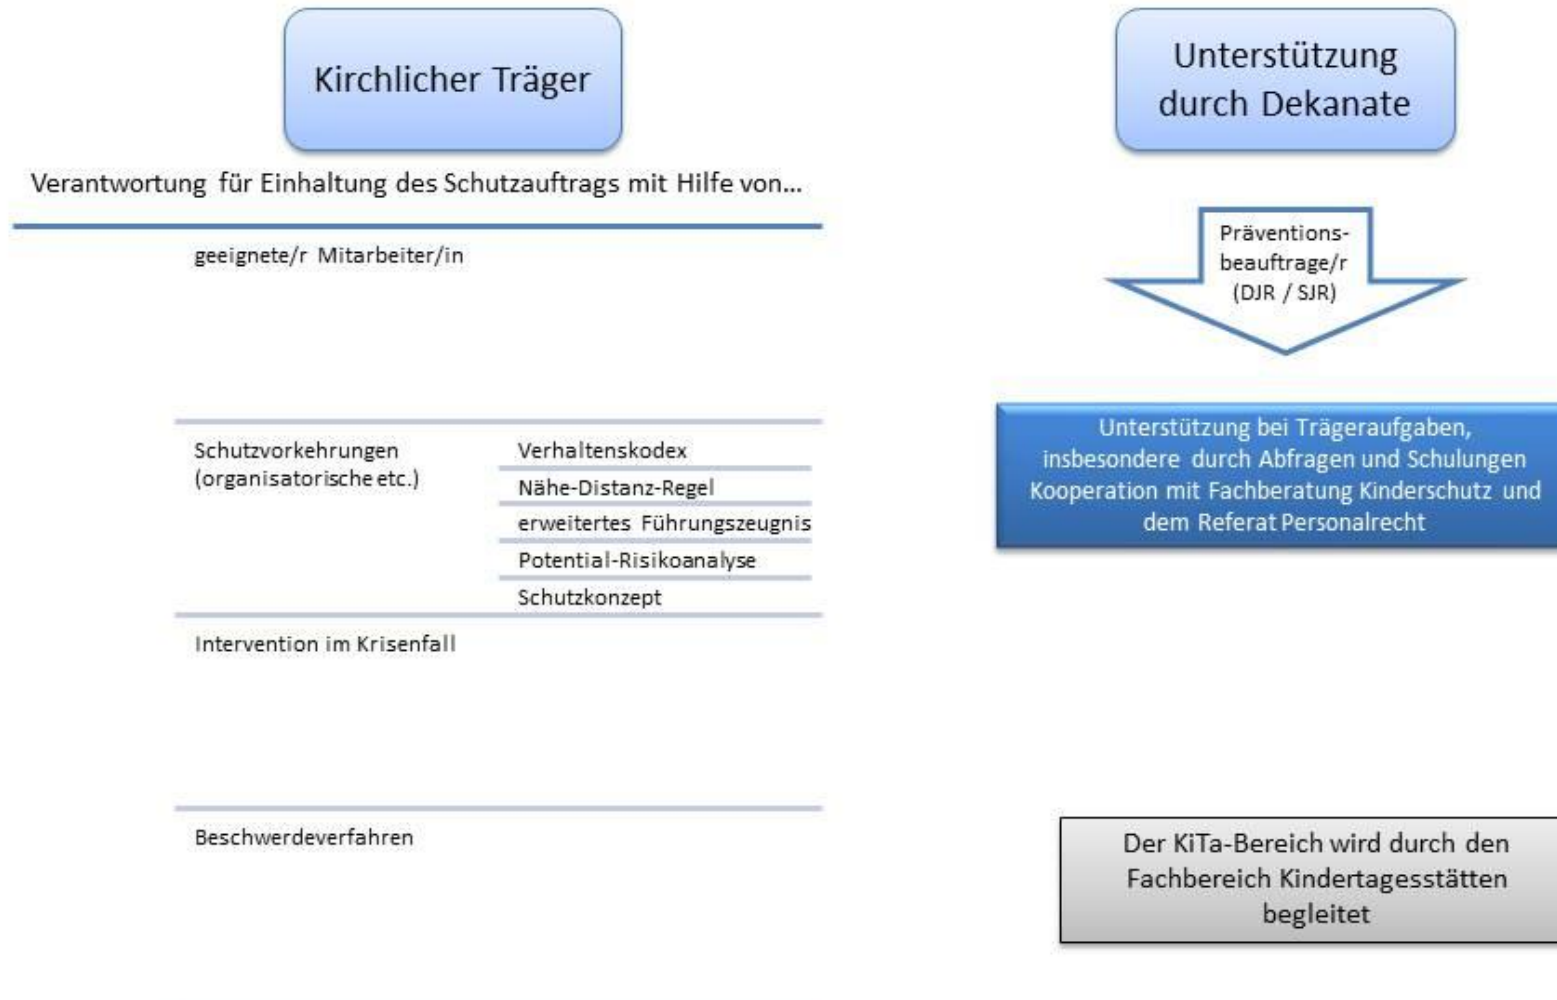 Kirchlicher Träger
Verantwortung für Einhaltung des Schutzauftrags mit Hilfe von...
geeignete/r Mitarbeiter/in
Schutzvorkehrungen
(organisatorische etc.)
Verhaltenskodex
Nähe-Distanz-Regel
erweitertes Führungszeugnis
Potential-Risikoanalyse
Schutzkonzept
Intervention im Krisenfall
Beschwerdeverfahren
Unterstützung
durch Dekanate
Präventions-
beauftrage/r
(DJR / SJR)
Unterstützung bei Trägeraufgaben,
insbesondere durch Abfragen und Schulungen
Kooperation mit Fachberatung Kinderschutz und
dem Referat Personalrecht
Der KiTa-Bereich wird durch den
Fachbereich Kindertagesstätten
begleitet